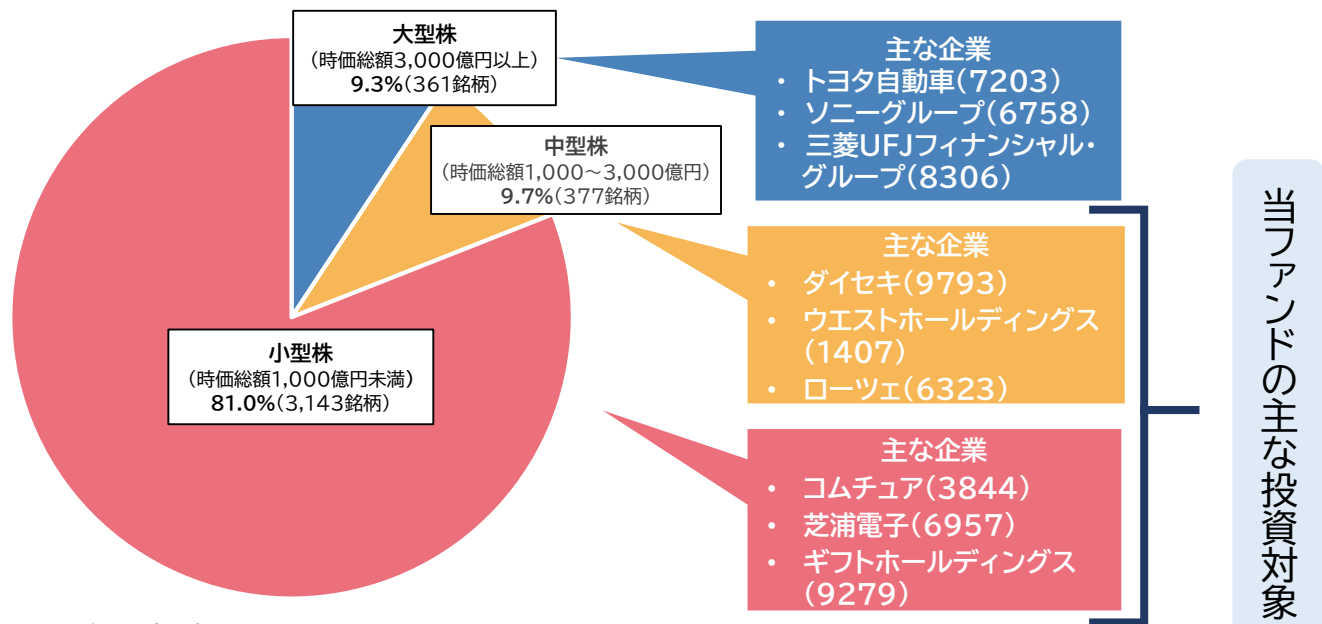 大型株
(時価総額3,000億円以上)
9.3%(361銘柄)
中型株
(時価総額1,000～3,000億円)
9.7%(377銘柄)
小型株
(時価総額1,000億円未満)
81.0%(3,143銘柄)
主な企業
・ トヨタ自動車(7203)
・ ソニーグループ(6758)
・ 三菱UFJフィナンシャル・
グループ(8306)
主な企業
・ ダイセキ(9793)
・ ウエストホールディングス
(1407)
・ ローツェ(6323)
主な企業
・ コムチュア(3844)
・ 芝浦電子(6957)
・ ギフトホールディングス
(9279)
当ファンドの主な投資対象